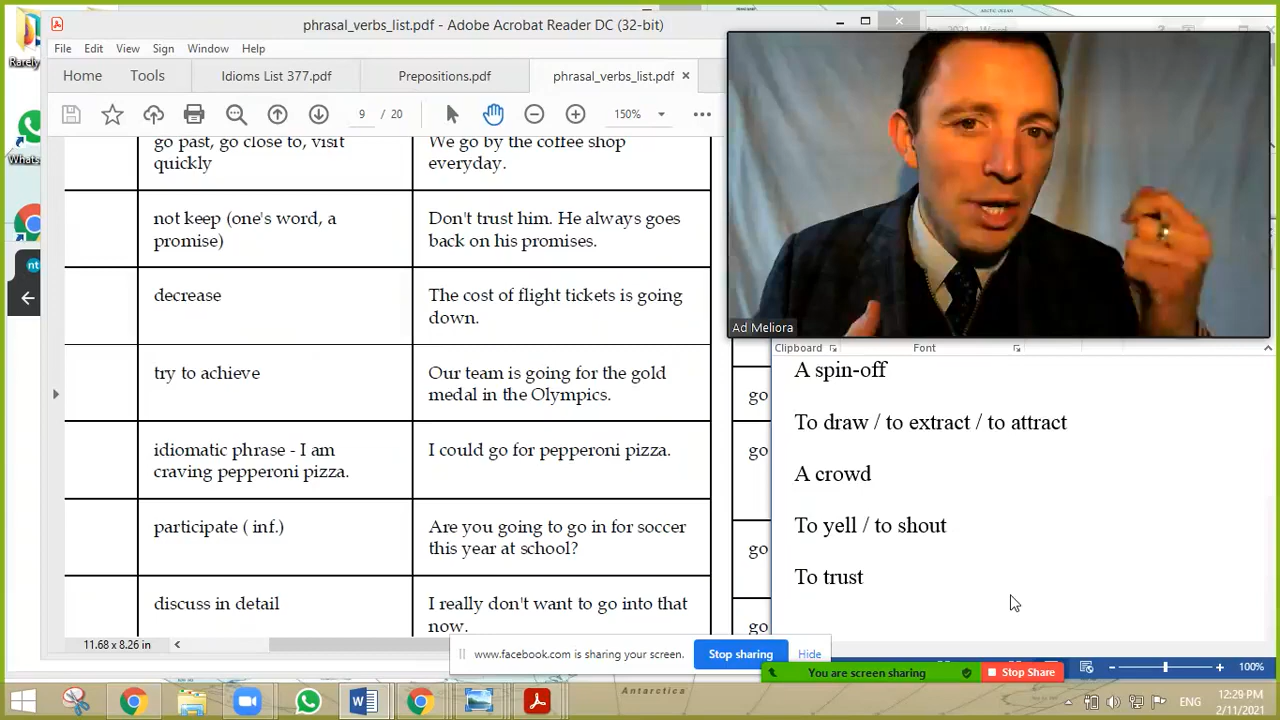 phrasal_verbs_list.pdf - Adobe Acrobat Reader DC (32-bit)
File Edit View Sign Window Help
Home Tools Idioms List 377.pdf Prepositions.pdf phrasal_verbs_list.pdf ×
9 / 20 150%
go past, go close to, visit
quickly
We go by the coffee shop
everyday.
not keep (one's word, a
promise)
Don't trust him. He always goes
back on his promises.
decrease
The cost of flight tickets is going
down.
try to achieve
Our team is going for the gold
medal in the Olympics.
idiomatic phrase - I am
craving pepperoni pizza.
I could go for pepperoni pizza.
participate ( inf.)
Are you going to go in for soccer
this year at school?
discuss in detail
I really don't want to go into that
now.
11.68 x 8.26 in
go
go
go
go
Rarely
Whats
nt
Ad Meliora
Clipboard Font
A spin-off
To draw / to extract / to attract
A crowd
To yell / to shout
To trust
www.facebook.com is sharing your screen. Stop sharing Hide
You are screen sharing Stop Share
100%
Antarctica
ENG
12:29 PM
2/11/2021